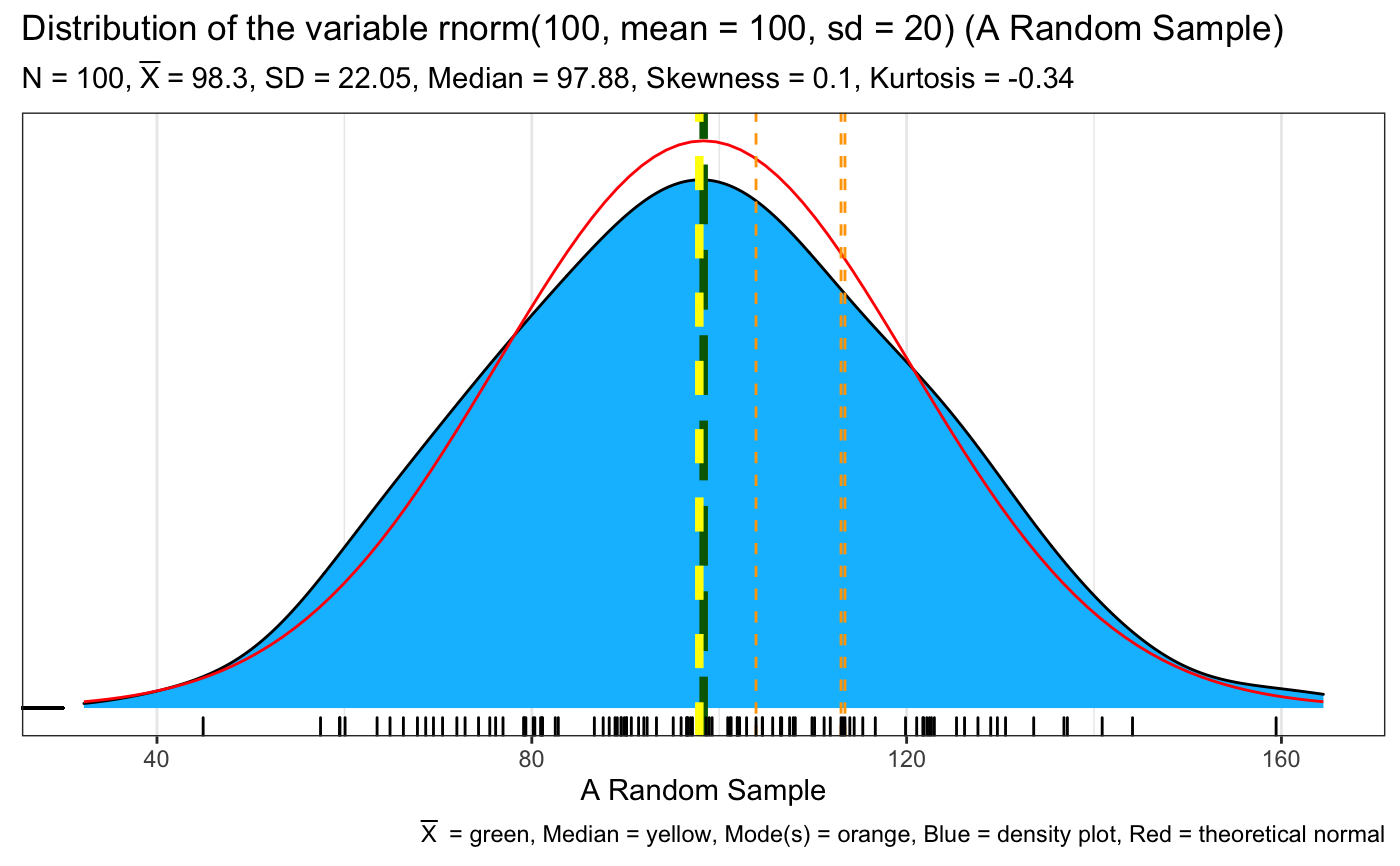 Distribution of the variable rnorm(100, mean = 100, sd = 20) (A Random Sample)
N = 100, X̅ = 98.3, SD = 22.05, Median = 97.88, Skewness = 0.1, Kurtosis = -0.34
40 80 120 160
A Random Sample
X̅ = green, Median = yellow, Mode(s) = orange, Blue = density plot, Red = theoretical normal